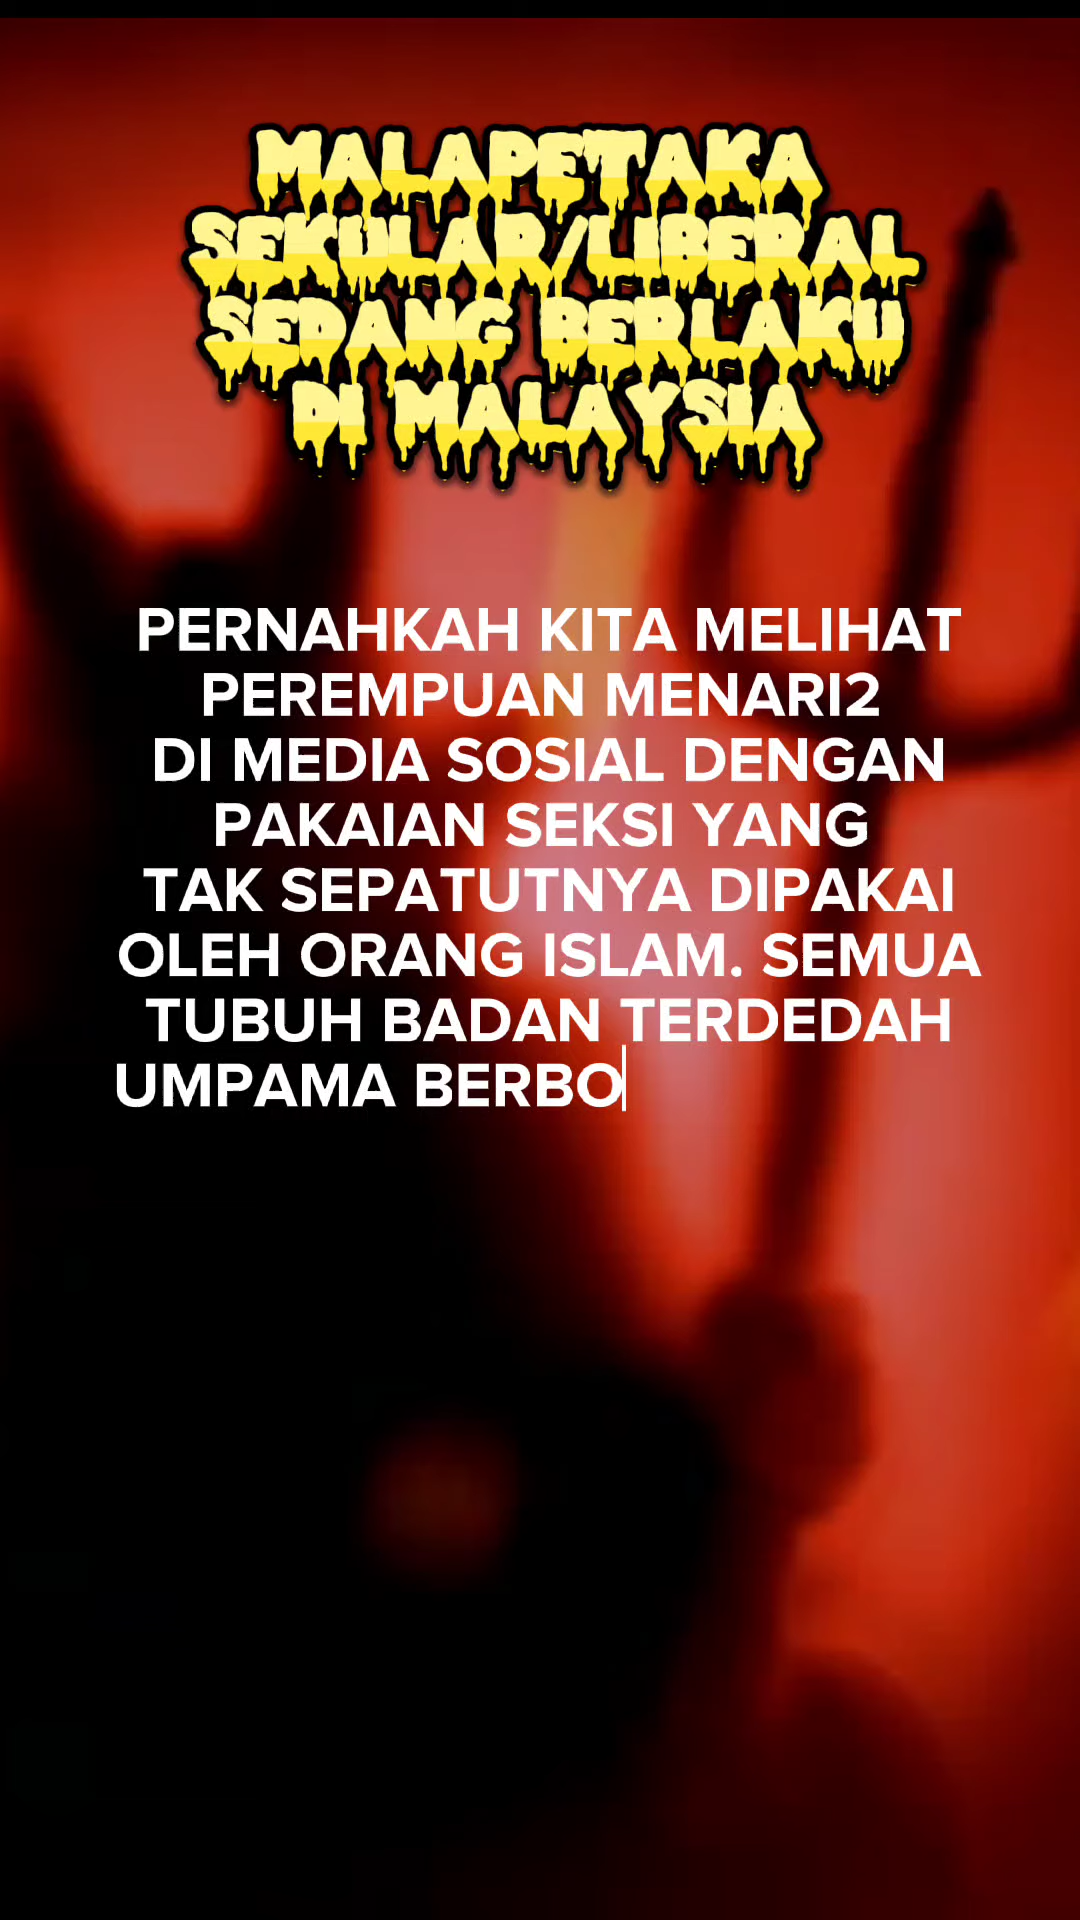 MALAPETAKA
SEKULAR/LIBERAL
SEDANG BERLAKU
DI MALAYSIA
PERNAHKAH KITA MELIHAT
PEREMPUAN MENARI2
DI MEDIA SOSIAL DENGAN
PAKAIAN SEKSI YANG
TAK SEPATUTNYA DIPAKAI
OLEH ORANG ISLAM. SEMUA
TUBUH BADAN TERDEDAH
UMPAMA BERBO